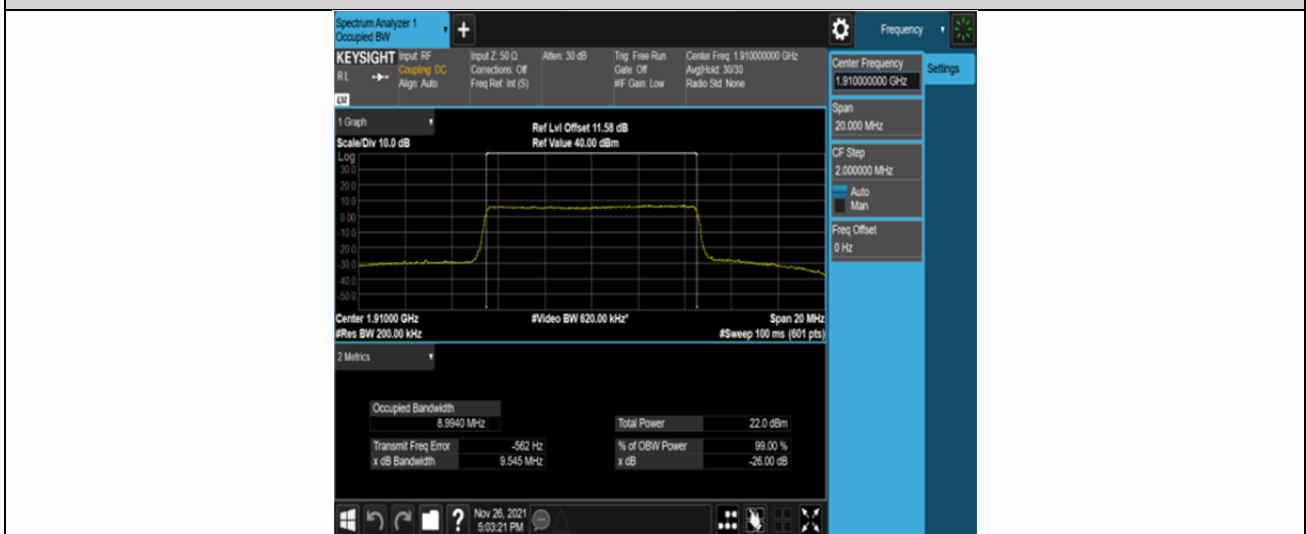 Spectrum Analyzer 1
Occupied BW
+
Frequency
KEYSIGHT
R L
Input: RF
Coupling: DC
Align: Auto
Input Z: 50 Ω
Corrections: Off
Freq Ref: Int (S)
Atten: 30 dB
Trig: Free Run
Gate: Off
#IF Gain: Low
Center Freq: 1.910000000 GHz
Avg|Hold: 30/30
Radio Std: None
Center Frequency
1.910000000 GHz
Settings
Span
20.000 MHz
CF Step
2.000000 MHz
Auto
Man
Freq Offset
0 Hz
1 Graph
Scale/Div 10.0 dB
Ref Lvl Offset 11.58 dB
Ref Value 40.00 dBm
Log
30.0
20.0
10.0
0.00
-10.0
-20.0
-30.0
-40.0
-50.0
Center 1.91000 GHz
#Video BW 620.00 kHz*
Span 20 MHz
#Res BW 200.00 kHz
#Sweep 100 ms (601 pts)
2 Metrics
Occupied Bandwidth
8.9940 MHz
Total Power 22.0 dBm
Transmit Freq Error -562 Hz
% of OBW Power 99.00 %
x dB Bandwidth 9.545 MHz
x dB -26.00 dB
?
Nov 26, 2021
5:03:21 PM